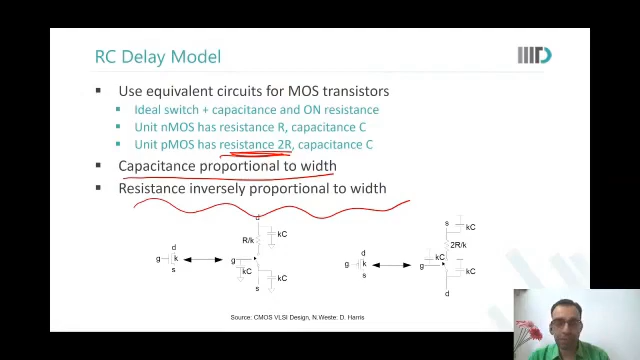 RC Delay Model
Use equivalent circuits for MOS transistors
Ideal switch + capacitance and ON resistance
Unit nMOS has resistance R, capacitance C
Unit pMOS has resistance 2R, capacitance C
Capacitance proportional to width
Resistance inversely proportional to width
d
kC
R/k
d
g k
s
g
kC
kC
s
s
kC
2R/k
d
g k
s
kC
g
kC
d
Source: CMOS VLSI Design, N.Weste: D. Harris